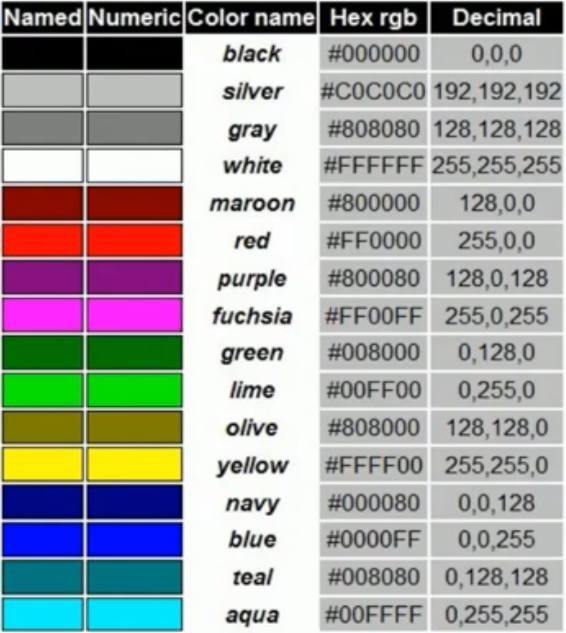 Named Numeric Color name Hex rgb Decimal
black #000000 0,0,0
silver #C0C0C0 192,192,192
gray #808080 128,128,128
white #FFFFFF 255,255,255
maroon #800000 128,0,0
red #FF0000 255,0,0
purple #800080 128,0,128
fuchsia #FF00FF 255,0,255
green #008000 0,128,0
lime #00FF00 0,255,0
olive #808000 128,128,0
yellow #FFFF00 255,255,0
navy #000080 0,0,128
blue #0000FF 0,0,255
teal #008080 0,128,128
aqua #00FFFF 0,255,255